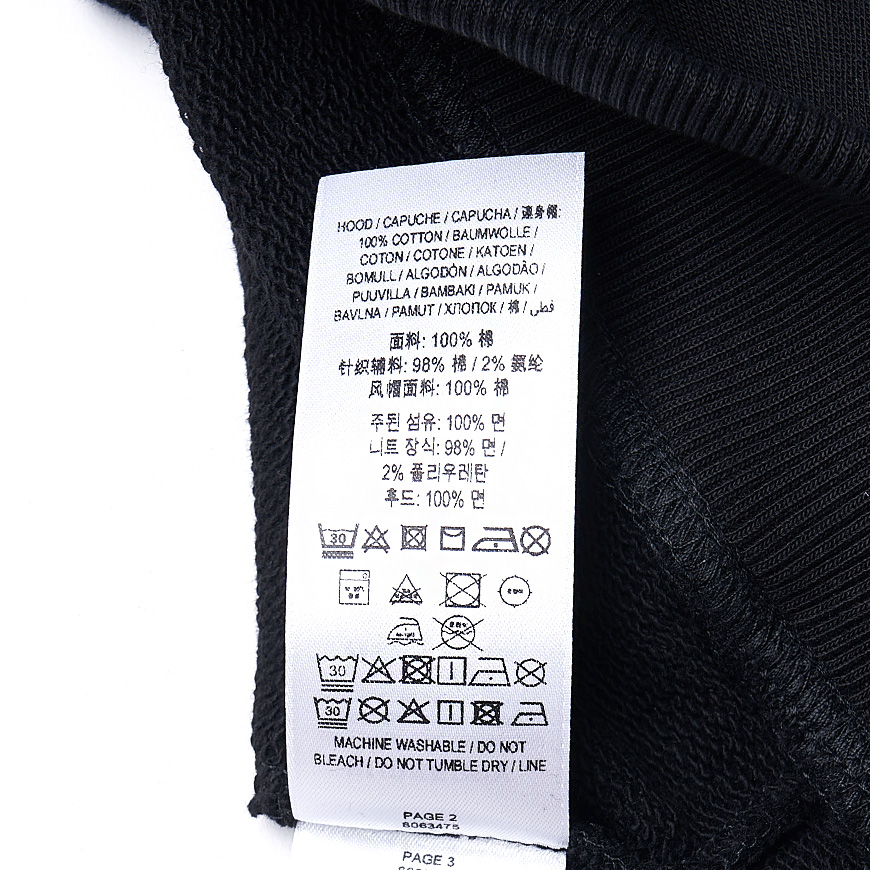 HOOD / CAPUCHE / CAPUCHA / 連身帽:
100% COTTON / BAUMWOLLE /
COTON / COTONE / KATOEN /
BOMULL / ALGODÓN / ALGODÃO /
PUUVILLA / BAMBAKI / PAMUK /
BAVLNA / PAMUT / ХЛОПОК / 棉 / قطن
面料: 100% 棉
针织辅料: 98% 棉 / 2% 氨纶
风帽面料: 100% 棉
주된 섬유: 100% 면
니트 장식: 98% 면 /
2% 폴리우레탄
후드: 100% 면
30
30
30
MACHINE WASHABLE / DO NOT
BLEACH / DO NOT TUMBLE DRY / LINE
PAGE 2
8063475
PAGE 3